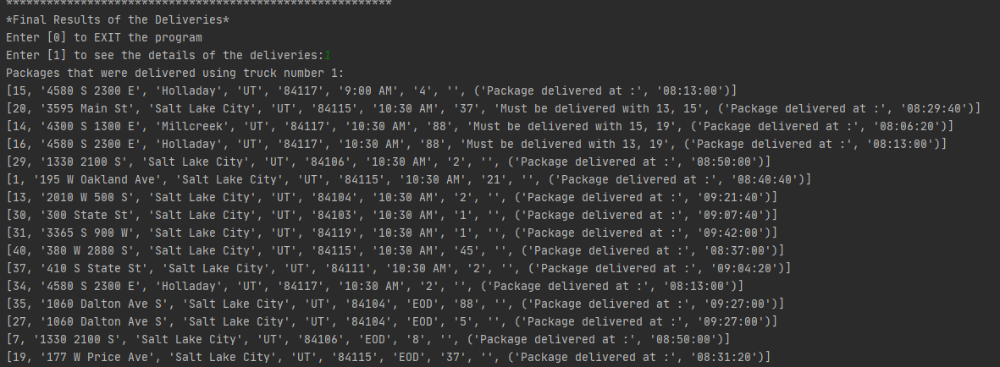 *********************************************************
*Final Results of the Deliveries*
Enter [0] to EXIT the program
Enter [1] to see the details of the deliveries:1
Packages that were delivered using truck number 1:
[15, '4580 S 2300 E', 'Holladay', 'UT', '84117', '9:00 AM', '4', '', ('Package delivered at :', '08:13:00')]
[20, '3595 Main St', 'Salt Lake City', 'UT', '84115', '10:30 AM', '37', 'Must be delivered with 13, 15', ('Package delivered at :', '08:29:40')]
[14, '4300 S 1300 E', 'Millcreek', 'UT', '84117', '10:30 AM', '88', 'Must be delivered with 15, 19', ('Package delivered at :', '08:06:20')]
[16, '4580 S 2300 E', 'Holladay', 'UT', '84117', '10:30 AM', '88', 'Must be delivered with 13, 19', ('Package delivered at :', '08:13:00')]
[29, '1330 2100 S', 'Salt Lake City', 'UT', '84106', '10:30 AM', '2', '', ('Package delivered at :', '08:50:00')]
[1, '195 W Oakland Ave', 'Salt Lake City', 'UT', '84115', '10:30 AM', '21', '', ('Package delivered at :', '08:40:40')]
[13, '2010 W 500 S', 'Salt Lake City', 'UT', '84104', '10:30 AM', '2', '', ('Package delivered at :', '09:21:40')]
[30, '300 State St', 'Salt Lake City', 'UT', '84103', '10:30 AM', '1', '', ('Package delivered at :', '09:07:40')]
[31, '3365 S 900 W', 'Salt Lake City', 'UT', '84119', '10:30 AM', '1', '', ('Package delivered at :', '09:42:00')]
[40, '380 W 2880 S', 'Salt Lake City', 'UT', '84115', '10:30 AM', '45', '', ('Package delivered at :', '08:37:00')]
[37, '410 S State St', 'Salt Lake City', 'UT', '84111', '10:30 AM', '2', '', ('Package delivered at :', '09:04:20')]
[34, '4580 S 2300 E', 'Holladay', 'UT', '84117', '10:30 AM', '2', '', ('Package delivered at :', '08:13:00')]
[35, '1060 Dalton Ave S', 'Salt Lake City', 'UT', '84104', 'EOD', '88', '', ('Package delivered at :', '09:27:00')]
[27, '1060 Dalton Ave S', 'Salt Lake City', 'UT', '84104', 'EOD', '5', '', ('Package delivered at :', '09:27:00')]
[7, '1330 2100 S', 'Salt Lake City', 'UT', '84106', 'EOD', '8', '', ('Package delivered at :', '08:50:00')]
[19, '177 W Price Ave', 'Salt Lake City', 'UT', '84115', 'EOD', '37', '', ('Package delivered at :', '08:31:20')]